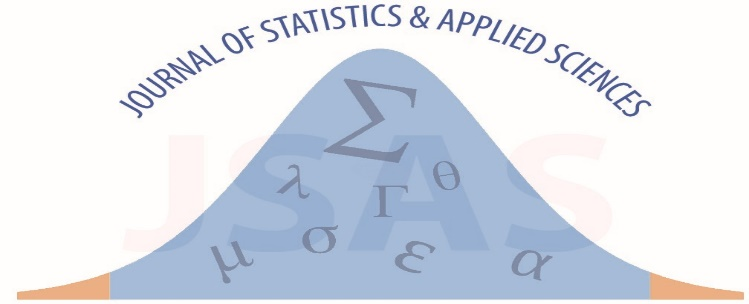 JOURNAL OF STATISTICS & APPLIED SCIENCES
JSAS
Σ
λ Γ θ
μ σ ε α